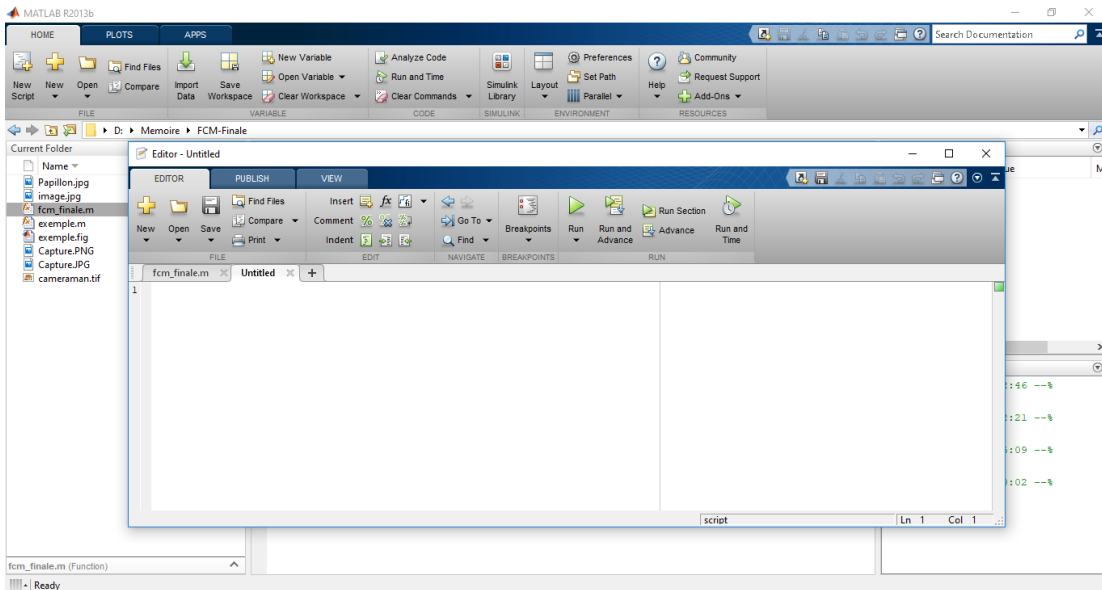 MATLAB R2013b
HOME PLOTS APPS
Search Documentation
New Script
New
Open
Find Files
Compare
Import Data
Save Workspace
New Variable
Open Variable
Clear Workspace
Analyze Code
Run and Time
Clear Commands
Simulink Library
Layout
Preferences
Set Path
Parallel
Help
Community
Request Support
Add-Ons
FILE VARIABLE CODE SIMULINK ENVIRONMENT RESOURCES
D: Memoire FCM-Finale
Current Folder
Name
Papillon.jpg
image.jpg
fcm_finale.m
exemple.m
exemple.fig
Capture.PNG
Capture.JPG
cameraman.tif
fcm_finale.m (Function)
Ready
Editor - Untitled
EDITOR PUBLISH VIEW
New
Open
Save
Find Files
Compare
Print
Insert fx
Comment
Indent
Go To
Find
Breakpoints
Run
Run and Advance
Run Section
Advance
Run and Time
FILE EDIT NAVIGATE BREAKPOINTS RUN
fcm_finale.m Untitled
1
script Ln 1 Col 1
:46 --%
:21 --%
:09 --%
:02 --%